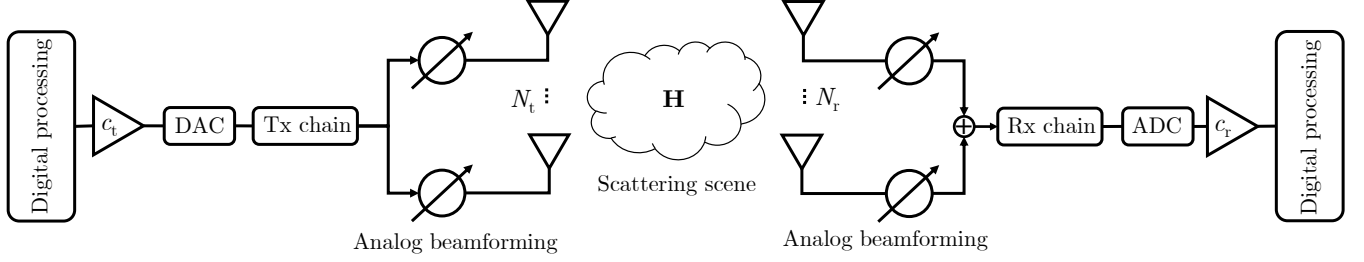 Digital processing
c_t
DAC
Tx chain
N_t
H
N_r
Rx chain
ADC
c_r
Digital processing
Scattering scene
Analog beamforming
Analog beamforming